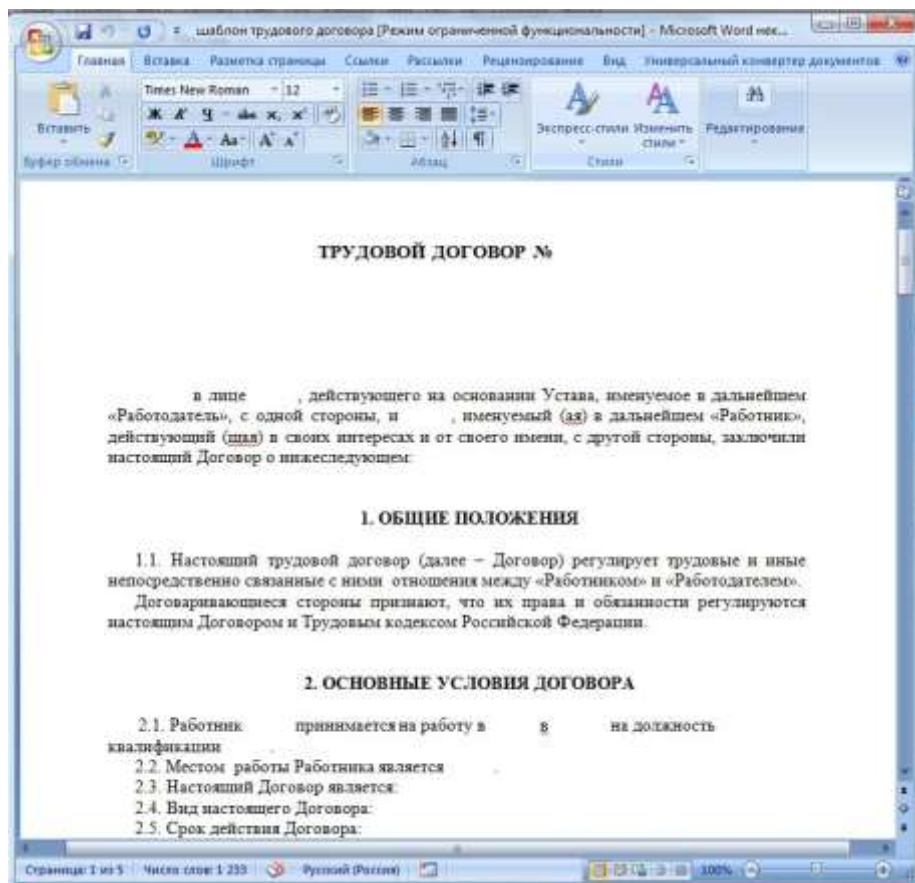 шаблон трудового договора [Режим ограниченной функциональности] - Microsoft Word нек...
Главная Вставка Разметка страницы Ссылки Рассылки Рецензирование Вид Универсальный конвертер документов
Times New Roman 12
Вставить
Экспресс-стили Изменить стили Редактирование
Буфер обмена Шрифт Абзац Стили
ТРУДОВОЙ ДОГОВОР №
в лице , действующего на основании Устава, именуемое в дальнейшем
«Работодатель», с одной стороны, и , именуемый (ая) в дальнейшем «Работник»,
действующий (щая) в своих интересах и от своего имени, с другой стороны, заключили
настоящий Договор о нижеследующем:
1. ОБЩИЕ ПОЛОЖЕНИЯ
1.1. Настоящий трудовой договор (далее – Договор) регулирует трудовые и иные
непосредственно связанные с ними отношения между «Работником» и «Работодателем».
Договаривающиеся стороны признают, что их права и обязанности регулируются
настоящим Договором и Трудовым кодексом Российской Федерации.
2. ОСНОВНЫЕ УСЛОВИЯ ДОГОВОРА
2.1. Работник принимается на работу в в на должность
квалификации .
2.2. Местом работы Работника является .
2.3. Настоящий Договор является:
2.4. Вид настоящего Договора:
2.5. Срок действия Договора:
Страница: 1 из 5 Число слов: 1 233 Русский (Россия) 100%